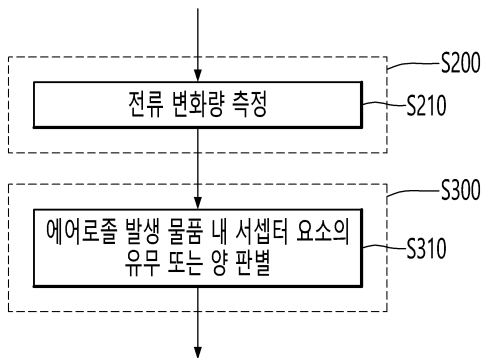 S200
전류 변화량 측정
S210
S300
에어로졸 발생 물품 내 서셉터 요소의
유무 또는 양 판별
S310